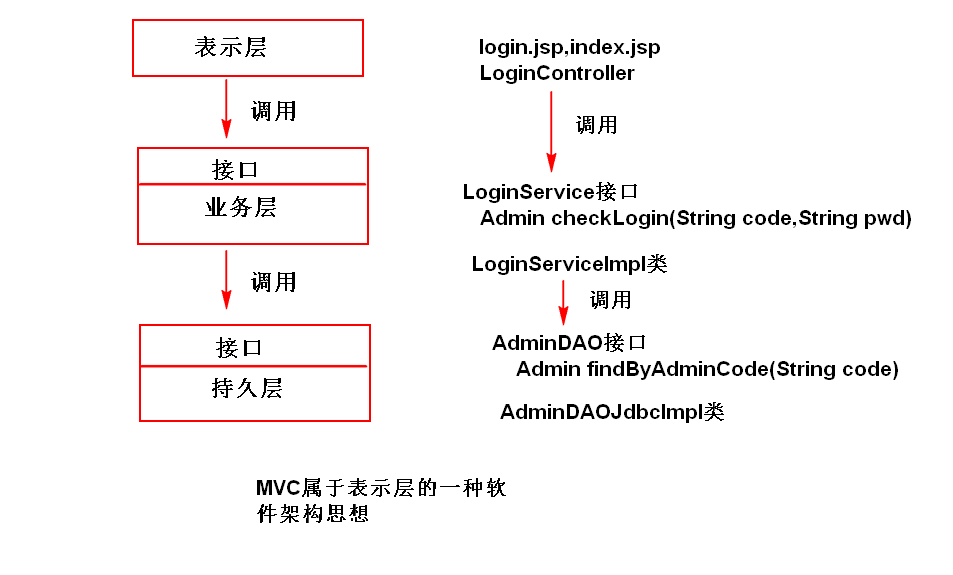 表示层
调用
接口
业务层
调用
接口
持久层
login.jsp,index.jsp
LoginController
调用
LoginService接口
Admin checkLogin(String code,String pwd)
LoginServiceImpl类
调用
AdminDAO接口
Admin findByAdminCode(String code)
AdminDAOJdbcImpl类
MVC属于表示层的一种软
件架构思想